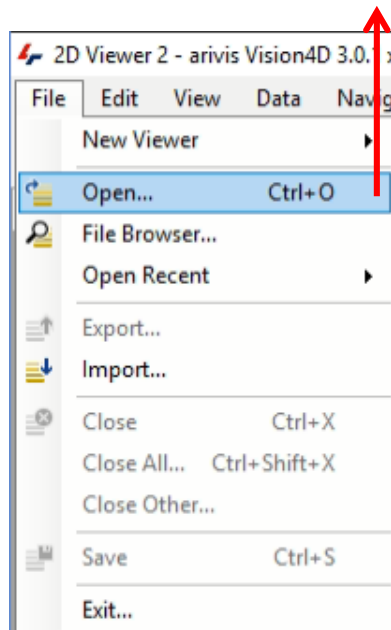 2D Viewer 2 - arivis Vision4D 3.0.
File Edit View Data
New Viewer
Open... Ctrl+O
File Browser...
Open Recent
Export...
Import...
Close Ctrl+X
Close All... Ctrl+Shift+X
Close Other...
Save Ctrl+S
Exit...